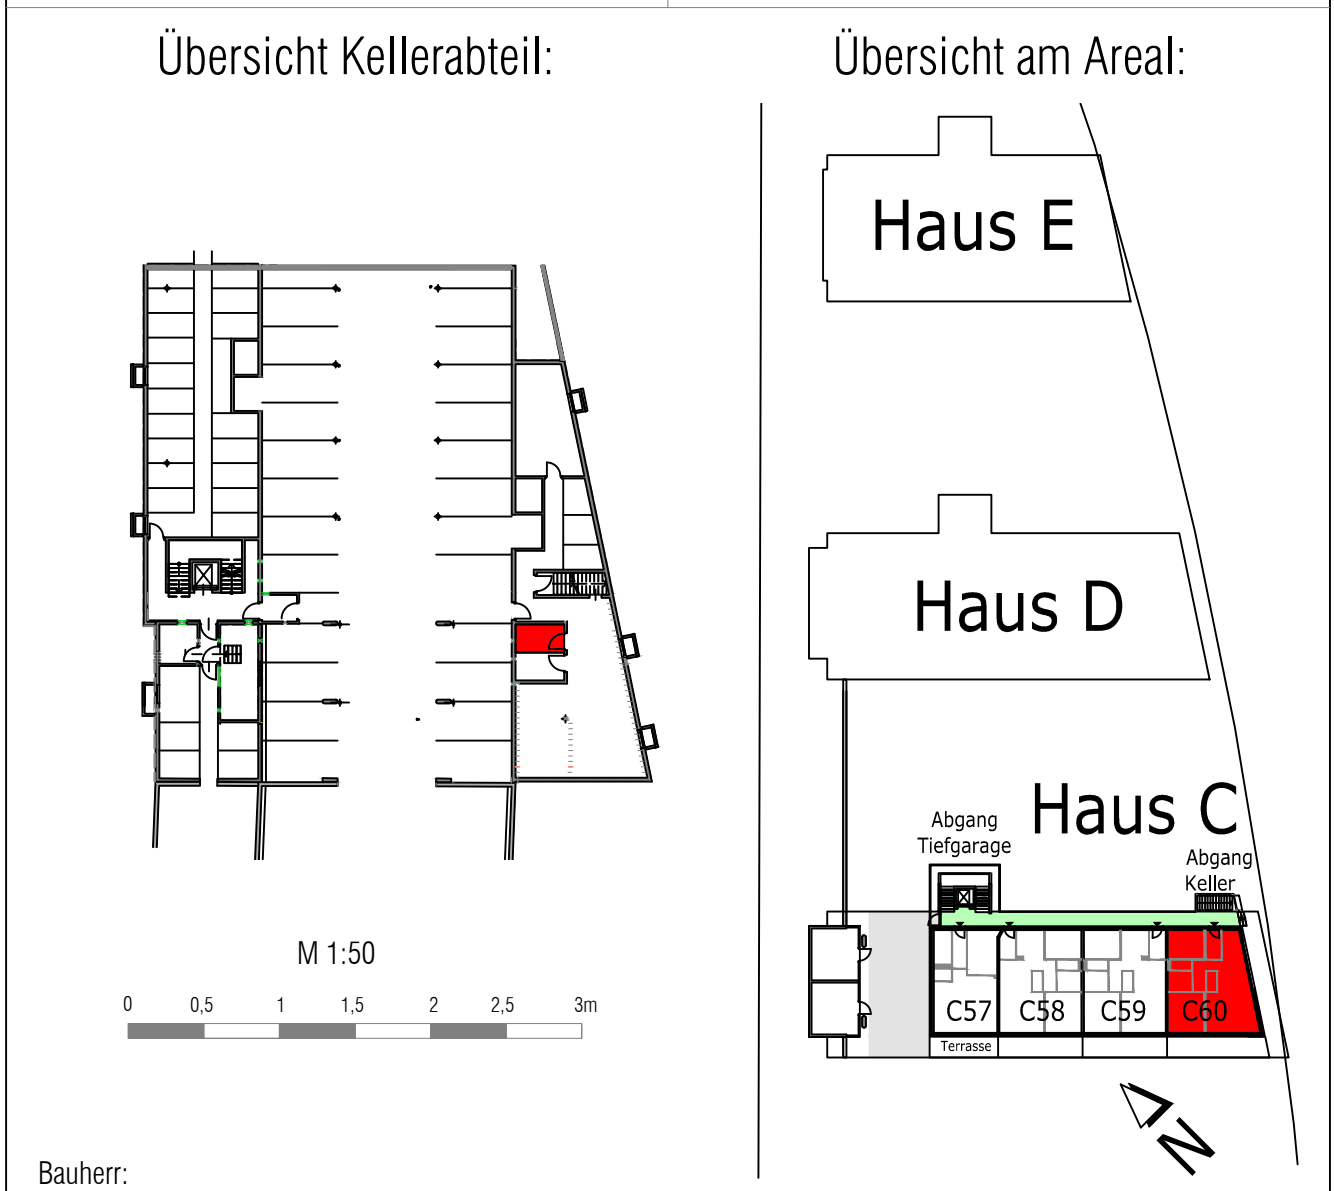 Übersicht Kellerabteil:
Übersicht am Areal:
Haus E
Haus D
Haus C
Abgang
Tiefgarage
Abgang
Keller
C57
C58
C59
C60
Terrasse
N
M 1:50
0 0,5 1 1,5 2 2,5 3m
Bauherr: